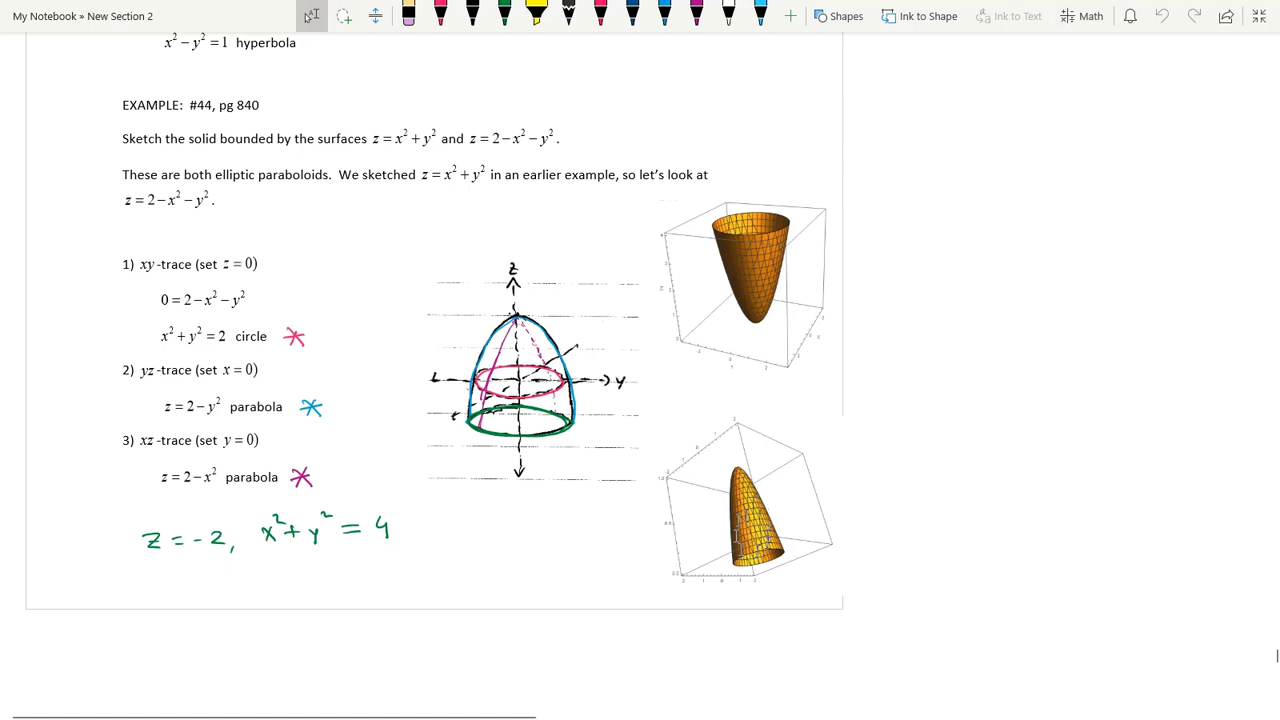 My Notebook » New Section 2
Shapes
Ink to Shape
Ink to Text
Math
x² − y² = 1 hyperbola
EXAMPLE: #44, pg 840
Sketch the solid bounded by the surfaces z = x² + y² and z = 2 − x² − y².
These are both elliptic paraboloids. We sketched z = x² + y² in an earlier example, so let's look at
z = 2 − x² − y².
1) xy-trace (set z = 0)
0 = 2 − x² − y²
x² + y² = 2 circle
2) yz-trace (set x = 0)
z = 2 − y² parabola
3) xz-trace (set y = 0)
z = 2 − x² parabola
z = -2, x² + y² = 4
z
y